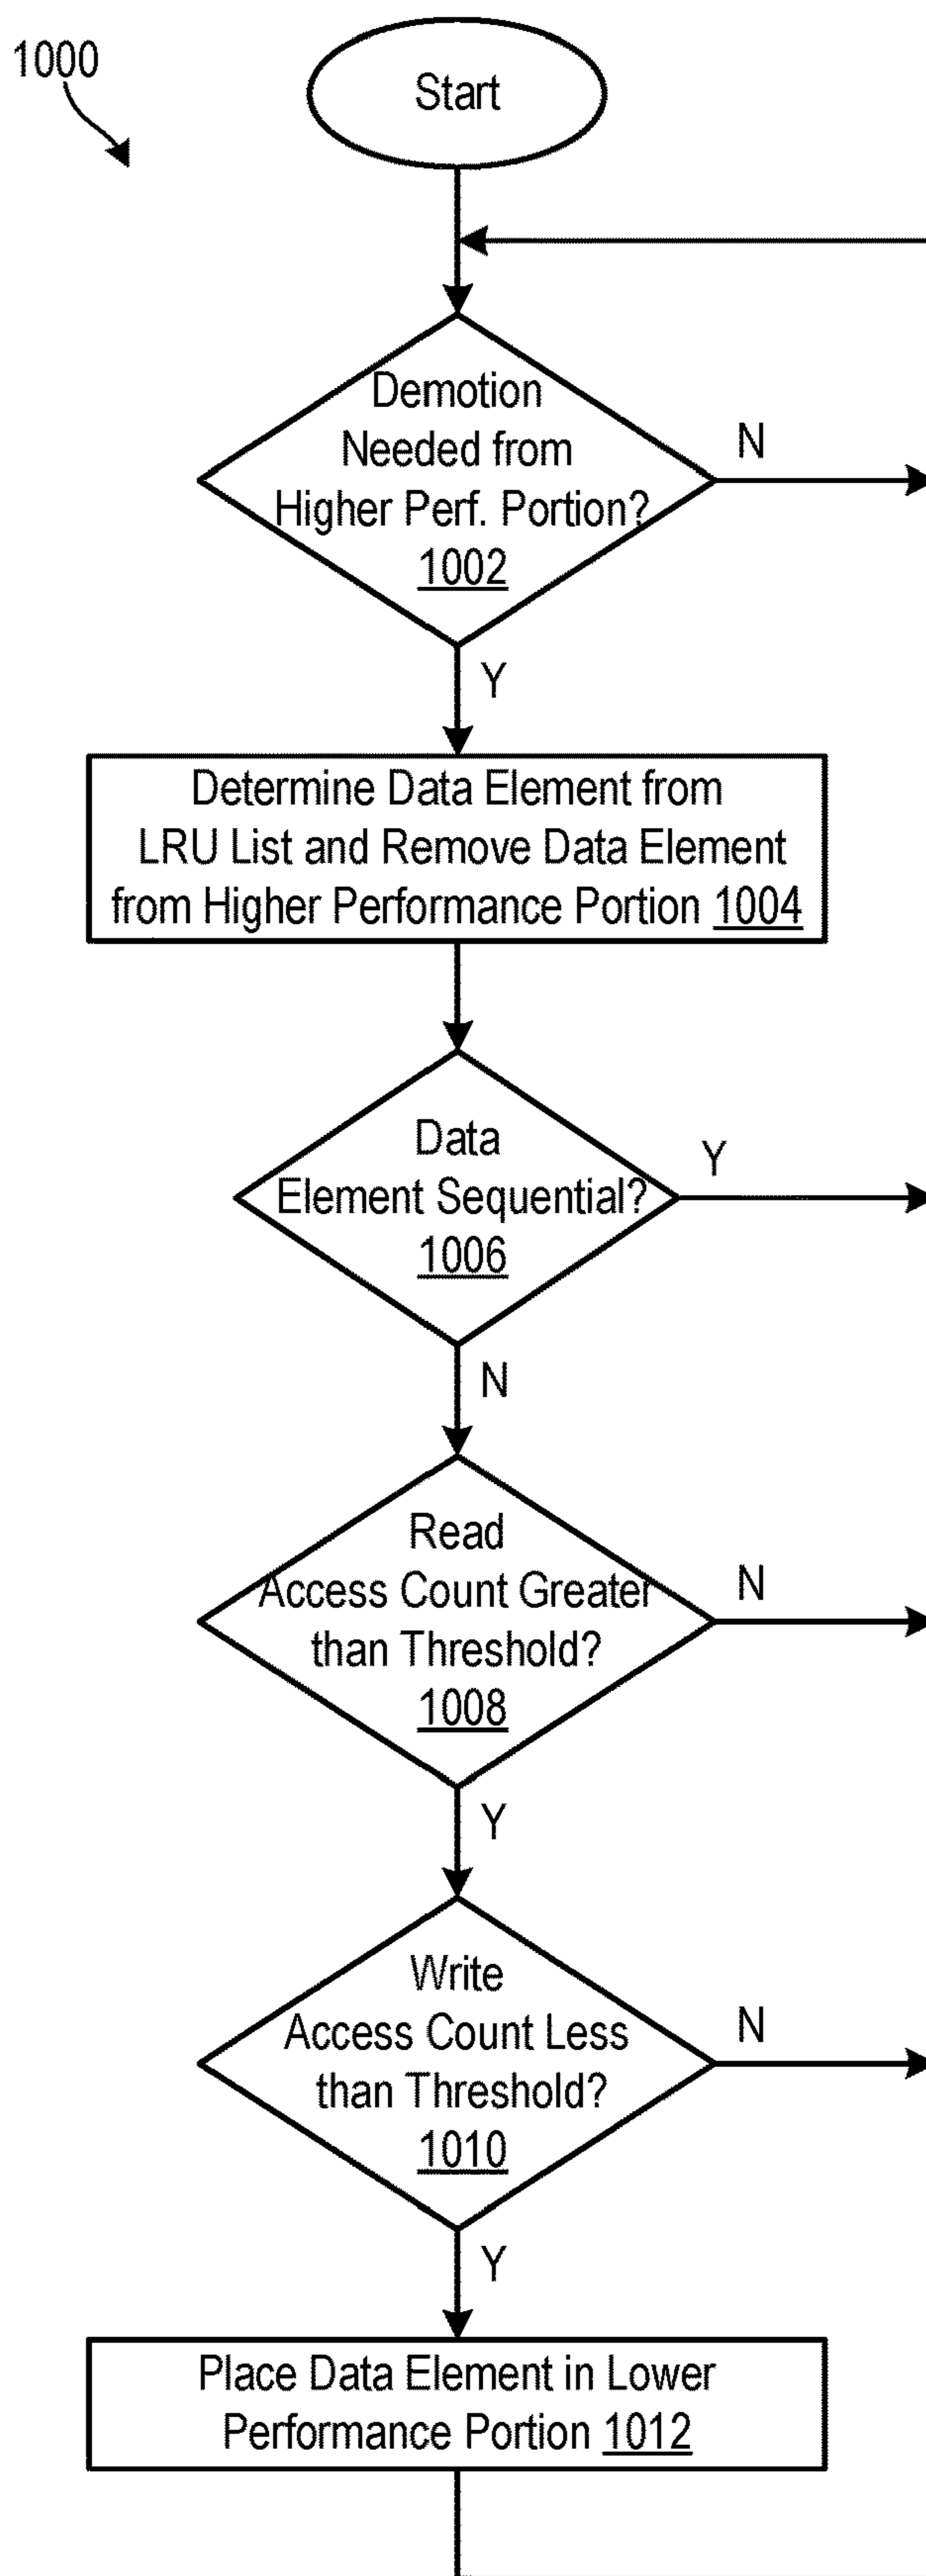 1000
Start
Demotion
Needed from
Higher Perf. Portion?
1002
N
Y
Determine Data Element from
LRU List and Remove Data Element
from Higher Performance Portion 1004
Data
Element Sequential?
1006
Y
N
Read
Access Count Greater
than Threshold?
1008
N
Y
Write
Access Count Less
than Threshold?
1010
N
Y
Place Data Element in Lower
Performance Portion 1012